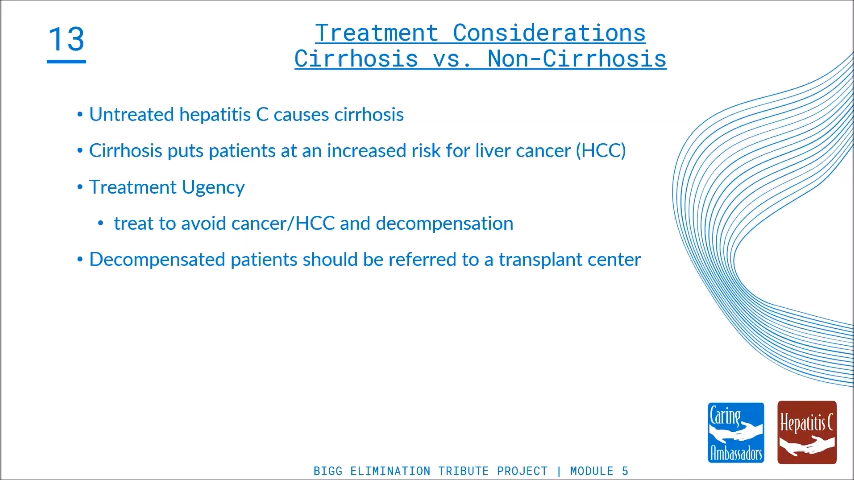 13
Treatment Considerations
Cirrhosis vs. Non-Cirrhosis
• Untreated hepatitis C causes cirrhosis
• Cirrhosis puts patients at an increased risk for liver cancer (HCC)
• Treatment Ugency
• treat to avoid cancer/HCC and decompensation
• Decompensated patients should be referred to a transplant center
Caring
Ambassadors
Hepatitis C
BIGG ELIMINATION TRIBUTE PROJECT | MODULE 5